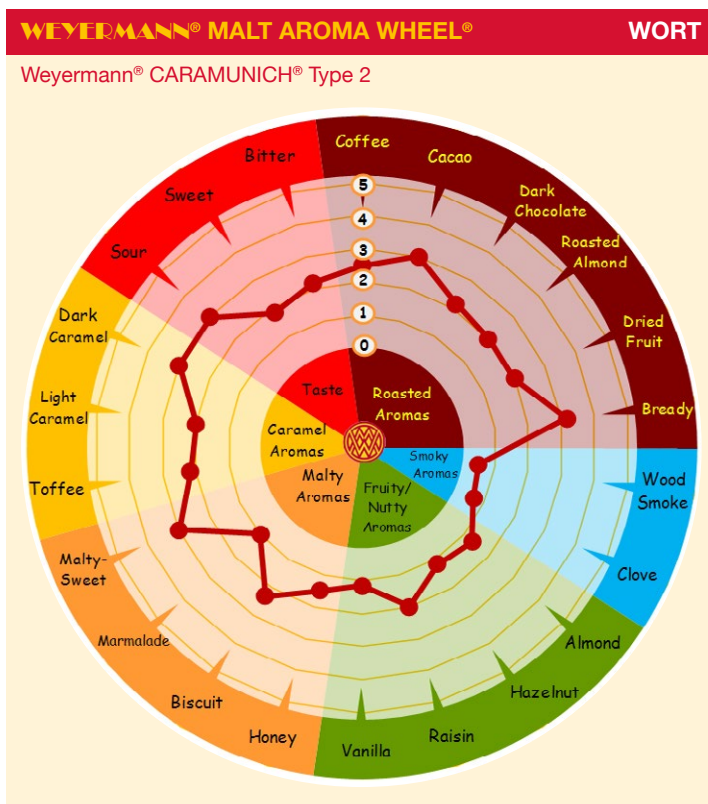 WEYERMANN® MALT AROMA WHEEL® WORT
Weyermann® CARAMUNICH® Type 2
Coffee
Cacao
Dark
Chocolate
Roasted
Almond
Dried
Fruit
Bready
Wood
Smoke
Clove
Almond
Hazelnut
Raisin
Vanilla
Honey
Biscuit
Marmalade
Malty-
Sweet
Toffee
Light
Caramel
Dark
Caramel
Sour
Sweet
Bitter
5
4
3
2
1
0
Taste
Roasted
Aromas
Caramel
Aromas
Smoky
Aromas
Malty
Aromas
Fruity/
Nutty
Aromas